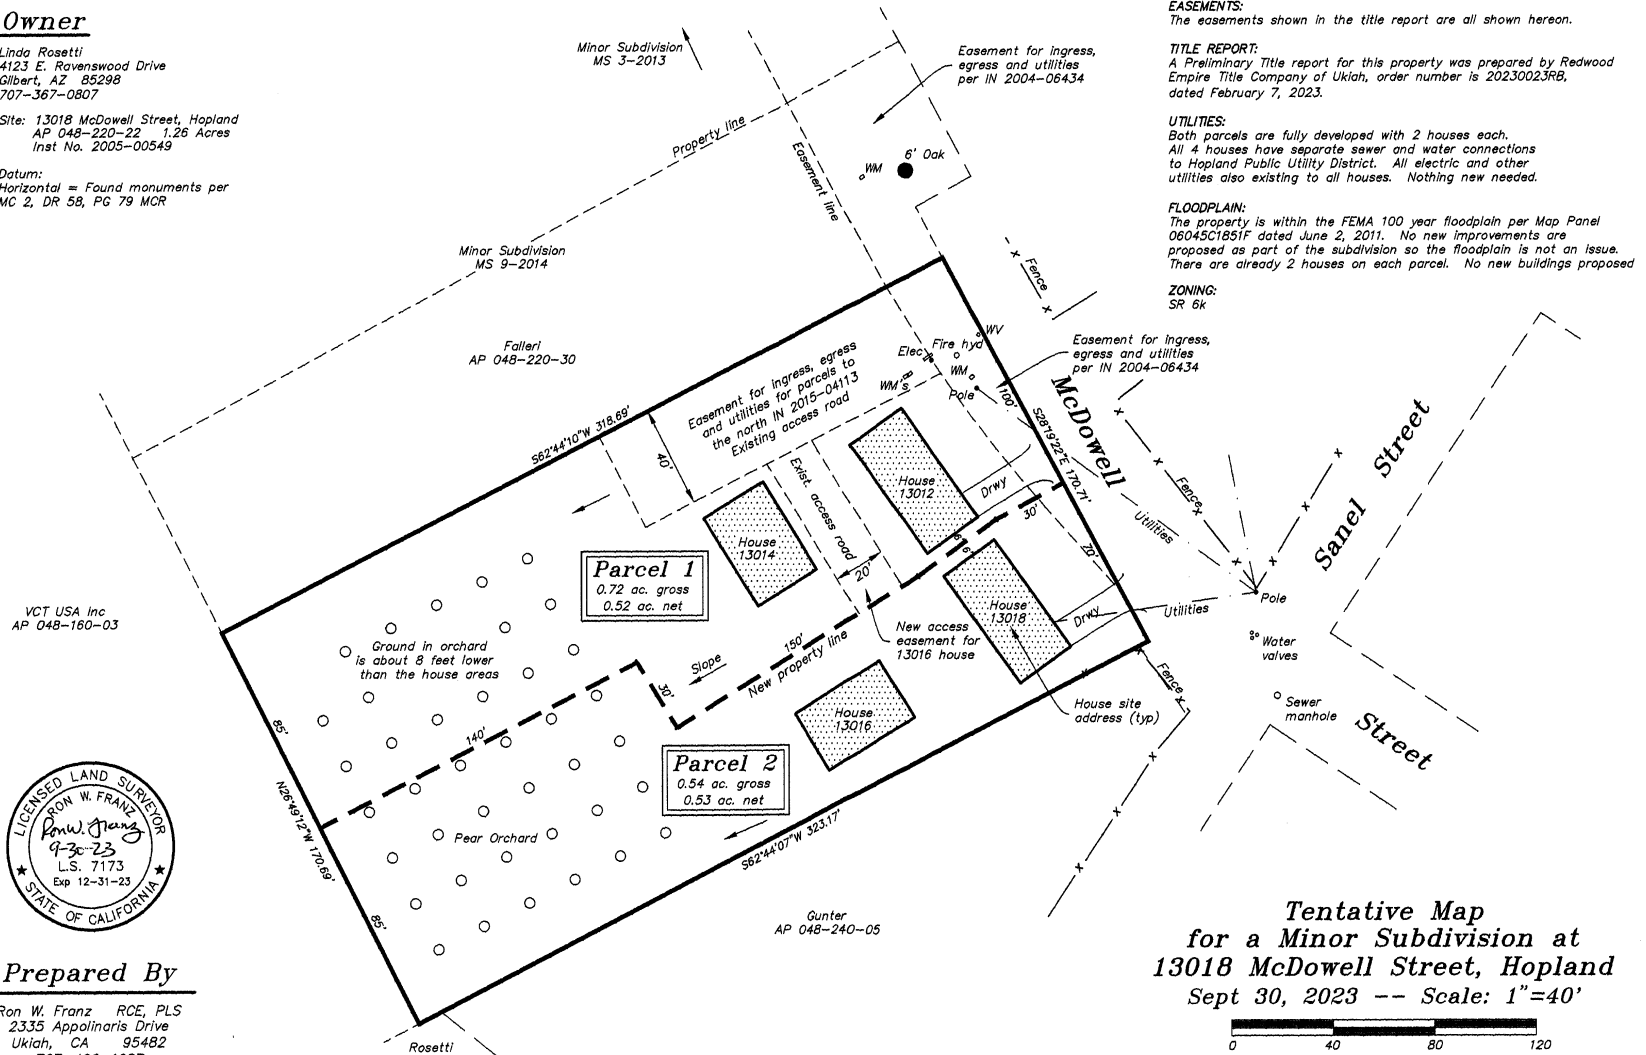 Owner
Linda Rosetti
4123 E. Ravenswood Drive
Gilbert, AZ 85298
707-367-0807
Site: 13018 McDowell Street, Hopland
AP 048-220-22 1.26 Acres
Inst No. 2005-00549
Datum:
Horizontal = Found monuments per
MC 2, DR 58, PG 79 MCR
Minor Subdivision
MS 3-2013
Property line
Easement line
Easement for ingress,
egress and utilities
per IN 2004-06434
6' Oak
WM
EASEMENTS:
The easements shown in the title report are all shown hereon.
TITLE REPORT:
A Preliminary Title report for this property was prepared by Redwood
Empire Title Company of Ukiah, order number is 20230023RB,
dated February 7, 2023.
UTILITIES:
Both parcels are fully developed with 2 houses each.
All 4 houses have separate sewer and water connections
to Hopland Public Utility District. All electric and other
utilities also existing to all houses. Nothing new needed.
FLOODPLAIN:
The property is within the FEMA 100 year floodplain per Map Panel
06045C1851F dated June 2, 2011. No new improvements are
proposed as part of the subdivision so the floodplain is not an issue.
There are already 2 houses on each parcel. No new buildings proposed
ZONING:
SR 6k
Minor Subdivision
MS 9-2014
Falleri
AP 048-220-30
Fence
WV
Fire hyd
Elec
WM
WM's
Pole
Easement for ingress,
egress and utilities
per IN 2004-06434
Easement for ingress, egress
and utilities for parcels to
the north IN 2015-04113
Existing access road
S62°44'10"W 318.69'
40'
100'
S28°19'22"E 170.71'
McDowell
Street
Sanel Street
Fence
Utilities
House
13012
Drwy
30'
70'
6'
6'
Exist. access road
20'
House
13014
Parcel 1
0.72 ac. gross
0.52 ac. net
VCT USA Inc
AP 048-160-03
Ground in orchard
is about 8 feet lower
than the house areas
Slope
30'
150'
New property line
New access
easement for
13016 house
House
13018
Drwy
Utilities
Pole
Water
valves
Sewer
manhole
Fence
House site
address (typ)
House
13016
85'
140'
N26°49'12"W 170.69'
85'
Parcel 2
0.54 ac. gross
0.53 ac. net
Pear Orchard
S62°44'07"W 323.17'
Gunter
AP 048-240-05
Rosetti
LICENSED LAND SURVEYOR
RON W. FRANZ
Ron W. Franz
9-30-23
L.S. 7173
Exp 12-31-23
STATE OF CALIFORNIA
Prepared By
Ron W. Franz RCE, PLS
2335 Appolinaris Drive
Ukiah, CA 95482
Tentative Map
for a Minor Subdivision at
13018 McDowell Street, Hopland
Sept 30, 2023 -- Scale: 1"=40'
0 40 80 120